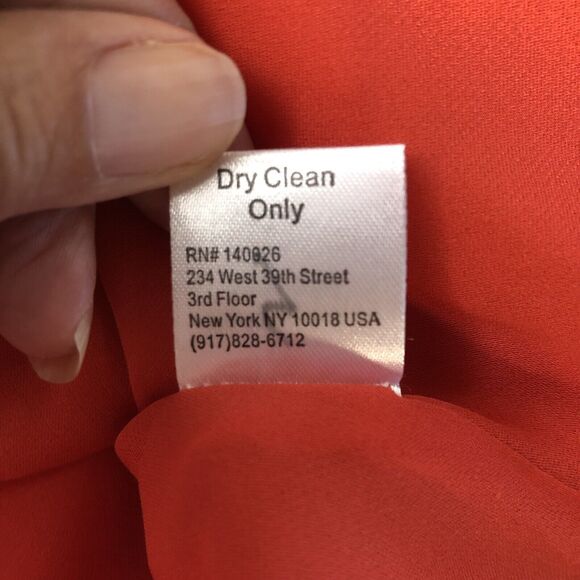 Dry Clean
Only
RN# 140926
234 West 39th Street
3rd Floor
New York NY 10018 USA
(917)828-6712